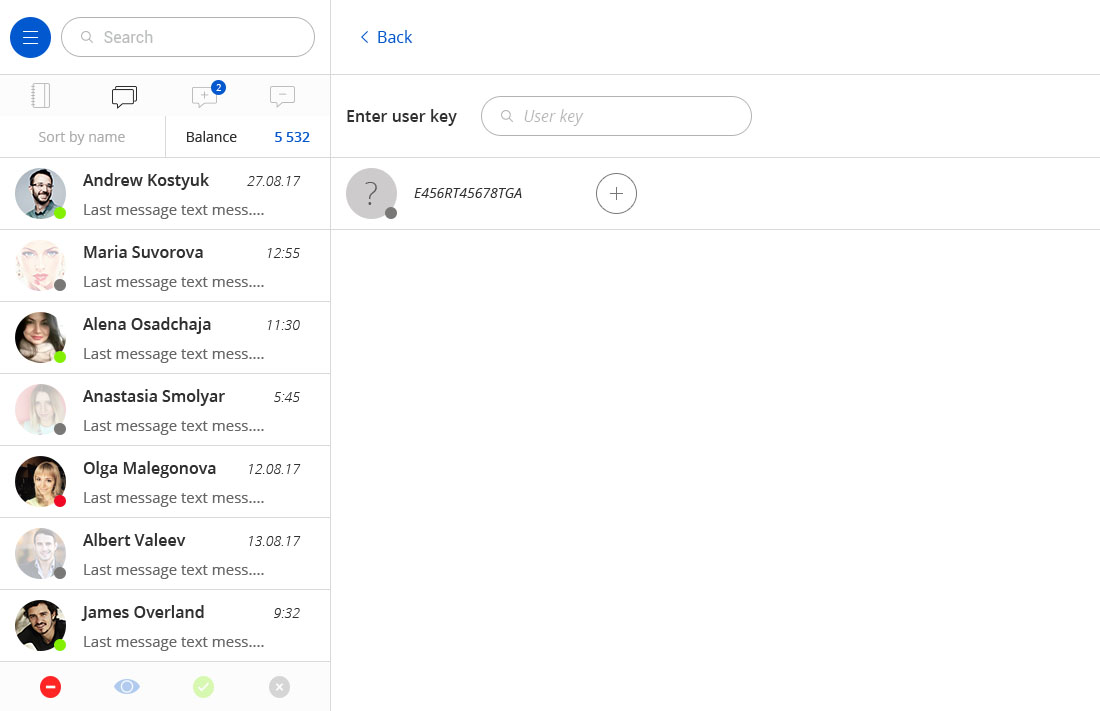 Search
2
Sort by name
Balance 5 532
Andrew Kostyuk 27.08.17
Last message text mess....
Maria Suvorova 12:55
Last message text mess....
Alena Osadchaja 11:30
Last message text mess....
Anastasia Smolyar 5:45
Last message text mess....
Olga Malegonova 12.08.17
Last message text mess....
Albert Valeev 13.08.17
Last message text mess....
James Overland 9:32
Last message text mess....
Back
Enter user key
User key
?
E456RT45678TGA